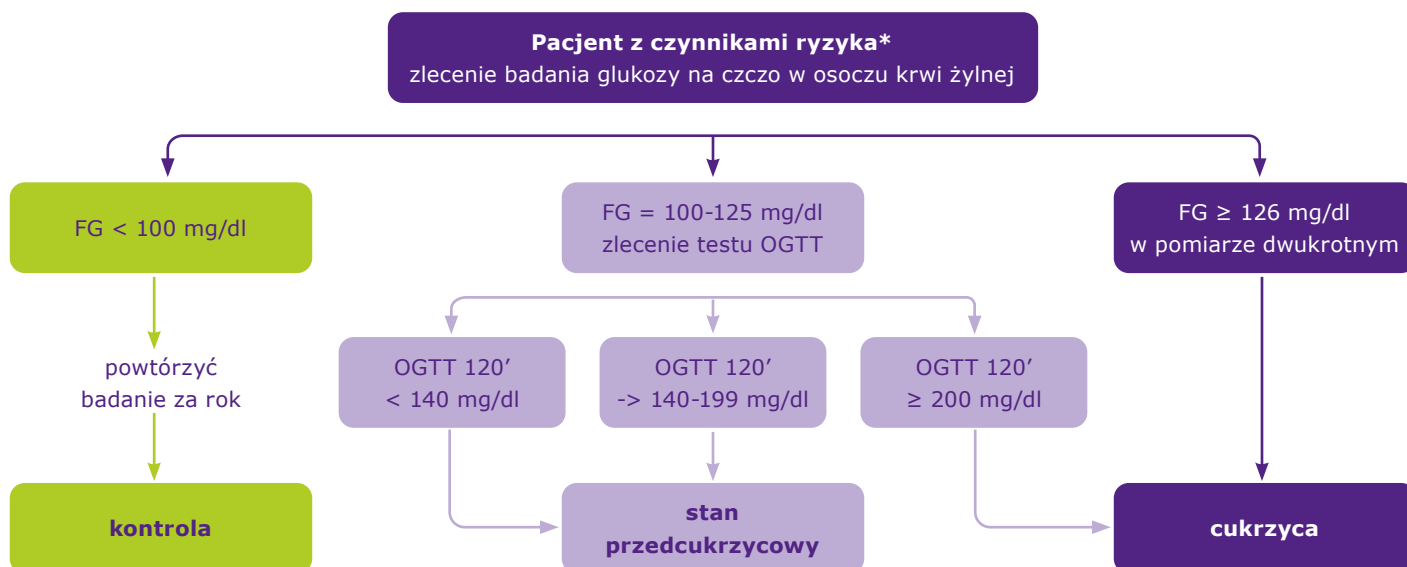 Pacjent z czynnikami ryzyka*
zlecenie badania glukozy na czczo w osoczu krwi żylnej
FG < 100 mg/dl
FG = 100-125 mg/dl
zlecenie testu OGTT
FG ≥ 126 mg/dl
w pomiarze dwukrotnym
powtórzyć
badanie za rok
OGTT 120’
< 140 mg/dl
OGTT 120’
-> 140-199 mg/dl
OGTT 120’
≥ 200 mg/dl
kontrola
stan
przedcukrzycowy
cukrzyca